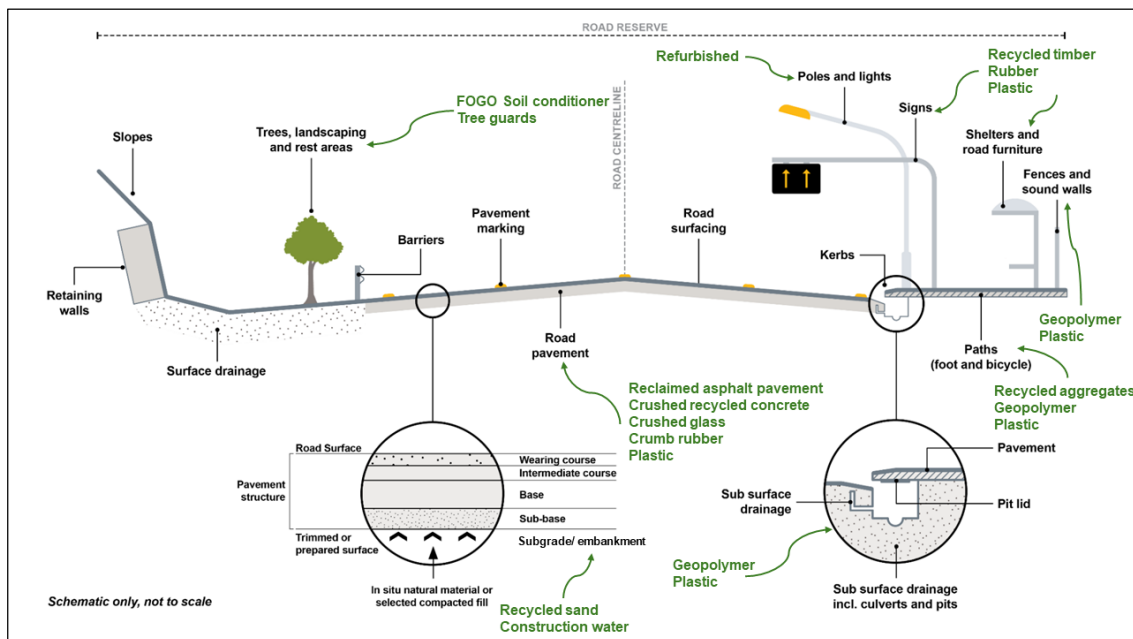 ROAD RESERVE
Refurbished
Poles and lights
Recycled timber
Rubber
Plastic
Signs
FOGO Soil conditioner
Tree guards
Slopes
Trees, landscaping
and rest areas
ROAD CENTRELINE
Shelters and
road furniture
Fences and
sound walls
Pavement
marking
Road
surfacing
Barriers
Kerbs
Retaining
walls
Surface drainage
Road
pavement
Geopolymer
Plastic
Paths
(foot and bicycle)
Reclaimed asphalt pavement
Crushed recycled concrete
Crushed glass
Crumb rubber
Plastic
Recycled aggregates
Geopolymer
Plastic
Road Surface
Wearing course
Intermediate course
Pavement
structure
Base
Sub-base
Trimmed or
prepared surface
Subgrade/ embankment
In situ natural material or
selected compacted fill
Recycled sand
Construction water
Pavement
Sub surface
drainage
Pit lid
Geopolymer
Plastic
Sub surface drainage
incl. culverts and pits
Schematic only, not to scale